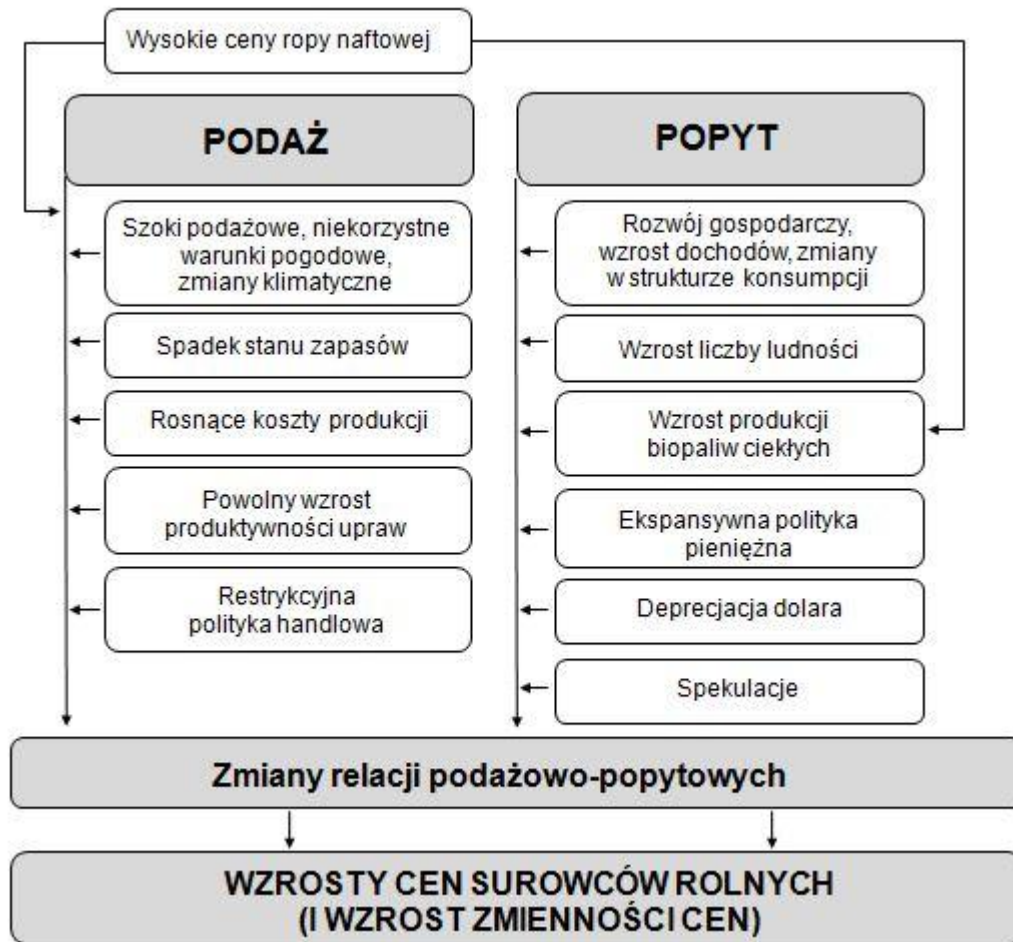 Wysokie ceny ropy naftowej
PODAŻ
Szoki podażowe, niekorzystne
warunki pogodowe,
zmiany klimatyczne
Spadek stanu zapasów
Rosnące koszty produkcji
Powolny wzrost
produktywności upraw
Restrykcyjna
polityka handlowa
POPYT
Rozwój gospodarczy,
wzrost dochodów, zmiany
w strukturze konsumpcji
Wzrost liczby ludności
Wzrost produkcji
biopaliw ciekłych
Ekspansywna polityka
pieniężna
Deprecjacja dolara
Spekulacje
Zmiany relacji podażowo-popytowych
WZROSTY CEN SUROWCÓW ROLNYCH
(I WZROST ZMIENNOŚCI CEN)